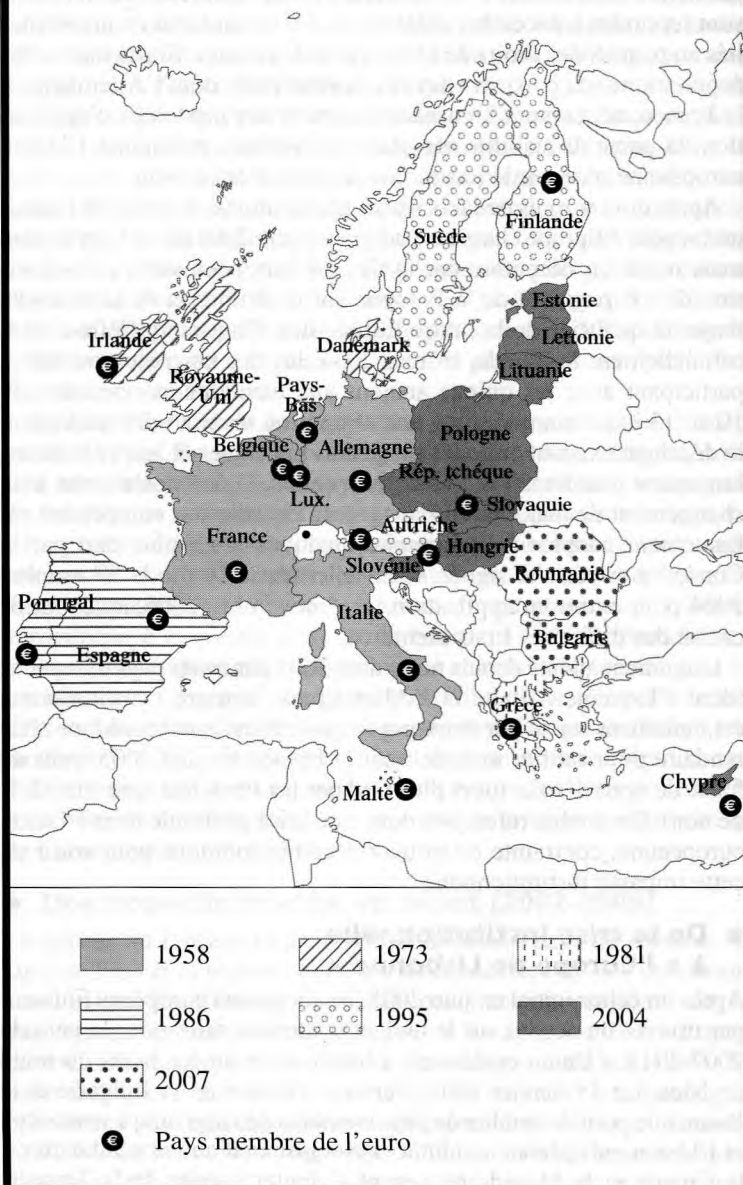 Finlande
Suède
Estonie
Lettonie
Danemark
Lituanie
Irlande
Royaume-
Uni
Pays-
Bas
Belgique
Allemagne
Pologne
Rép. tchéque
Lux.
Slovaquie
Autriche
France
Slovénie
Hongrie
Roumanie
Italie
Portugal
Espagne
Bulgarie
Grèce
Chypre
Malte
1958
1973
1981
1986
1995
2004
2007
€ Pays membre de l'euro